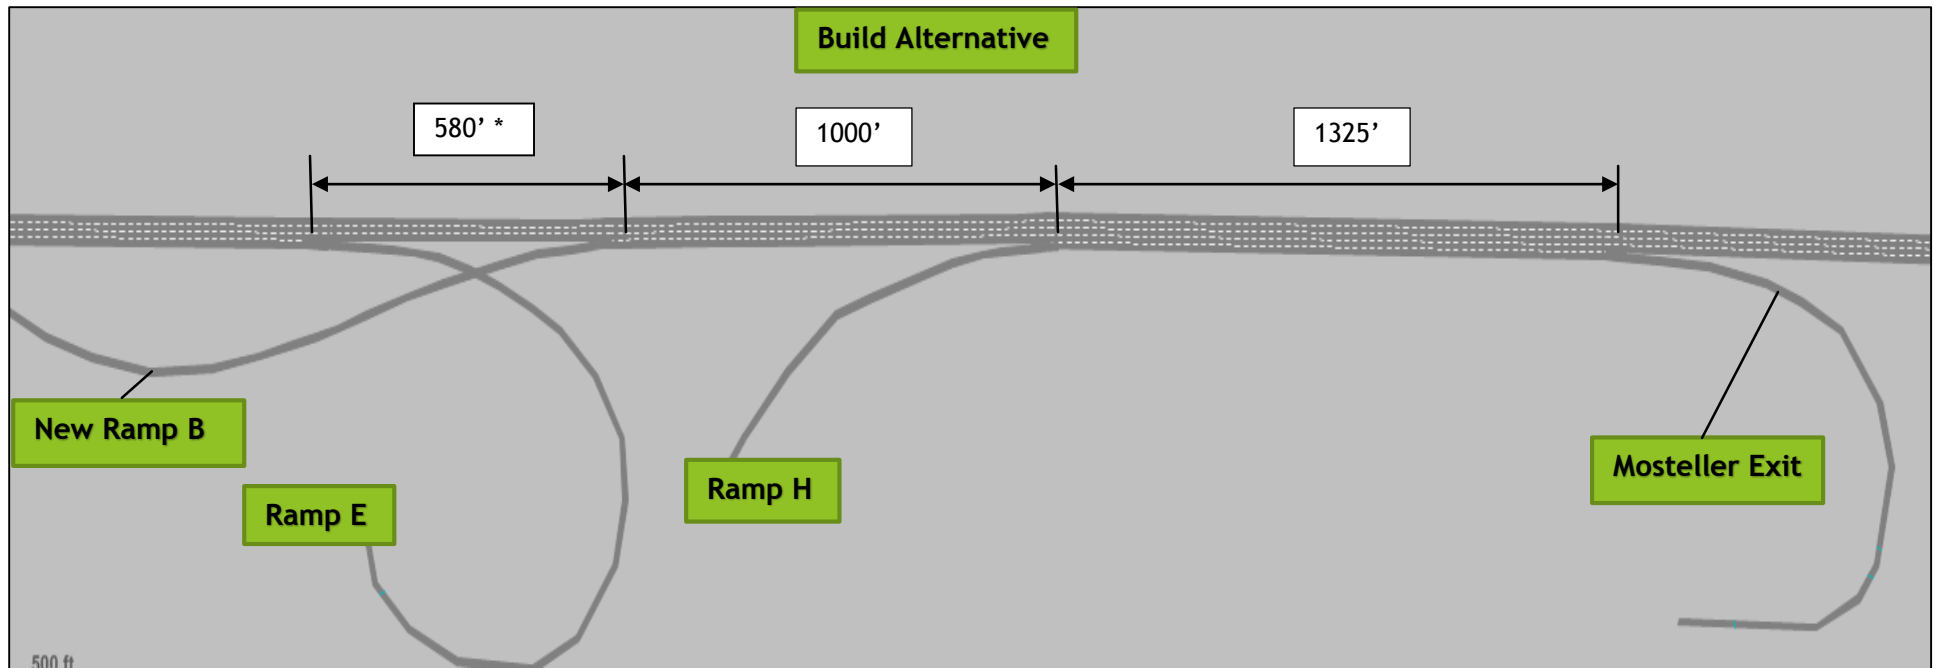 Build Alternative
580’ *
1000’
1325’
New Ramp B
Ramp E
Ramp H
Mosteller Exit
500 ft